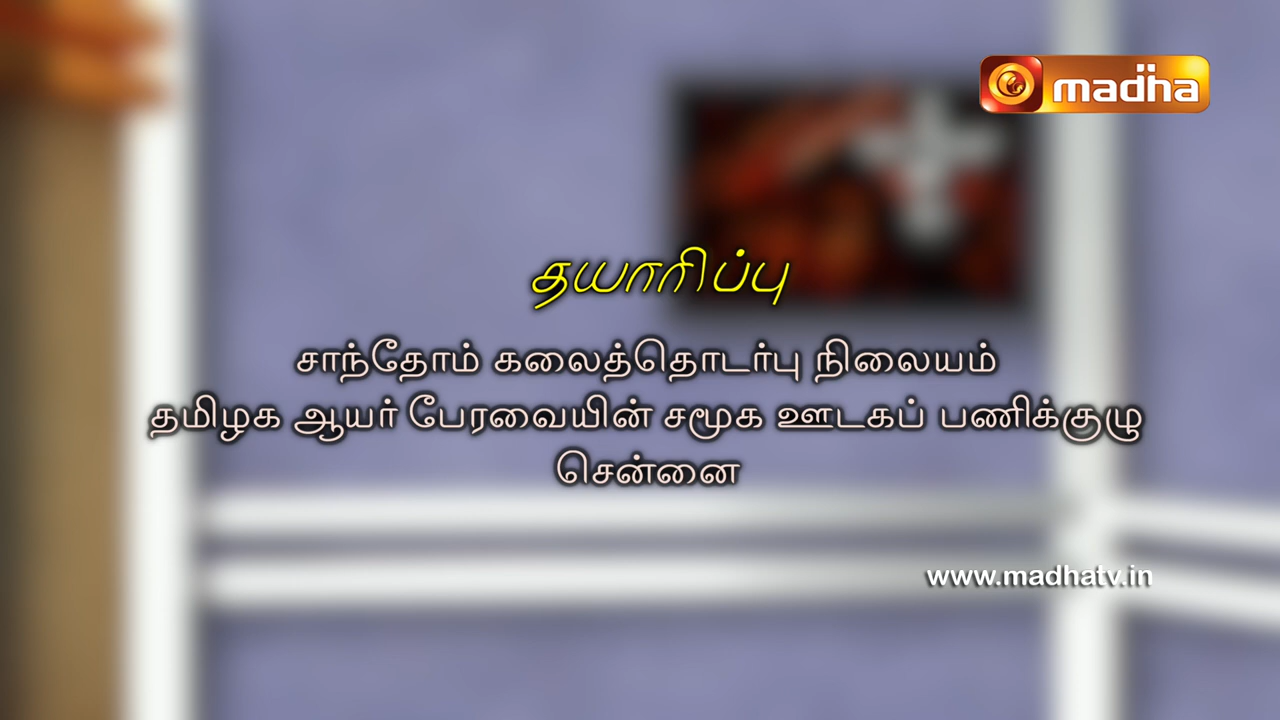 madha
தயாரிப்பு
சாந்தோம் கலைத்தொடர்பு நிலையம்
தமிழக ஆயர் பேரவையின் சமூக ஊடகப் பணிக்குழு
சென்னை
www.madhatv.in